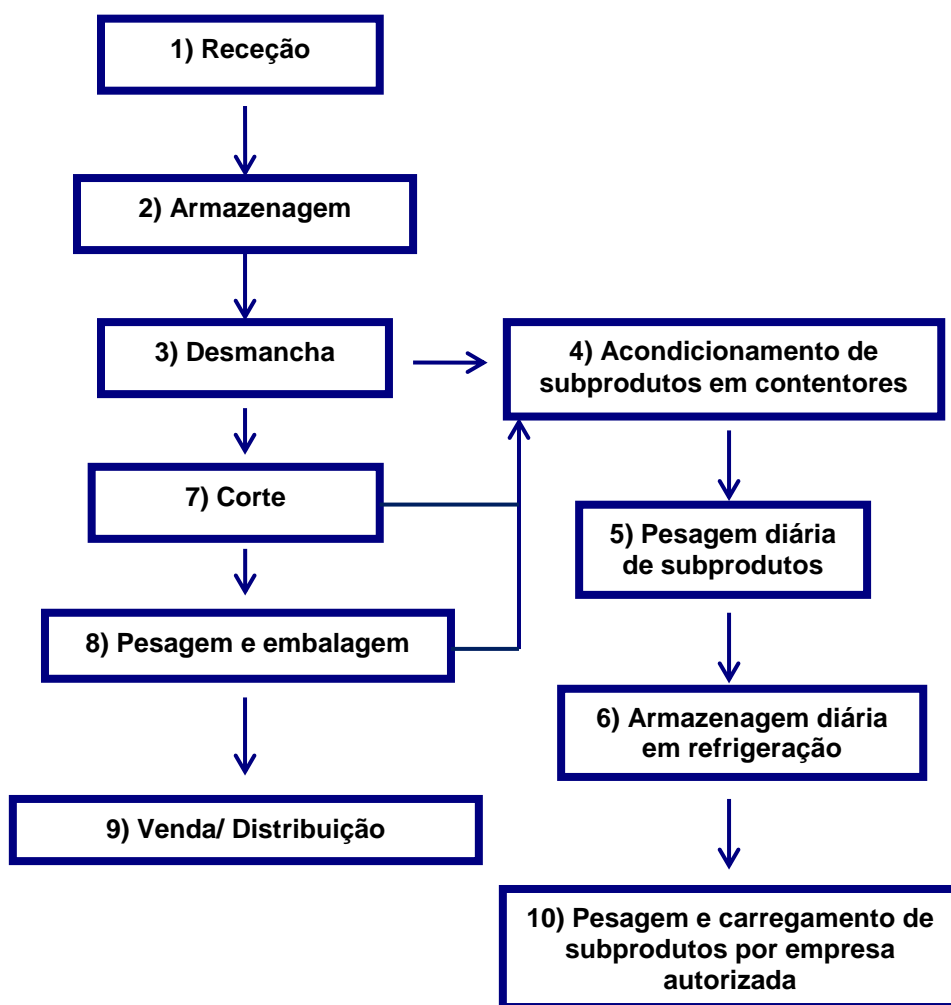 1) Receção
2) Armazenagem
3) Desmancha
4) Acondicionamento de
subprodutos em contentores
7) Corte
5) Pesagem diária
de subprodutos
8) Pesagem e embalagem
6) Armazenagem diária
em refrigeração
9) Venda/ Distribuição
10) Pesagem e carregamento de
subprodutos por empresa
autorizada